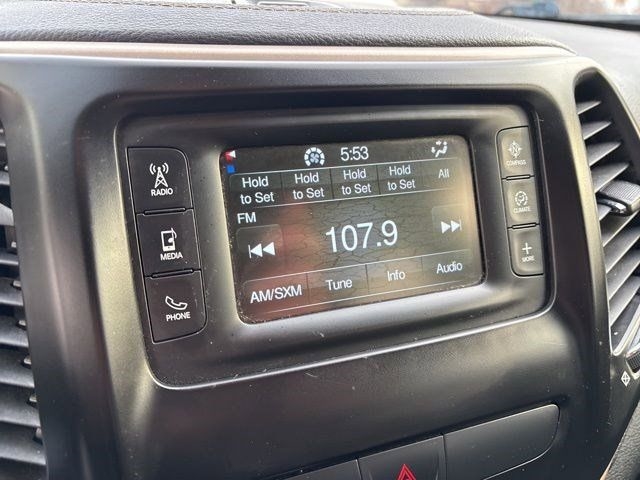 5:53
Hold to Set
Hold to Set
Hold to Set
Hold to Set
All
FM
107.9
AM/SXM
Tune
Info
Audio
RADIO
MEDIA
PHONE
N
COMPASS
CLIMATE
+
MORE